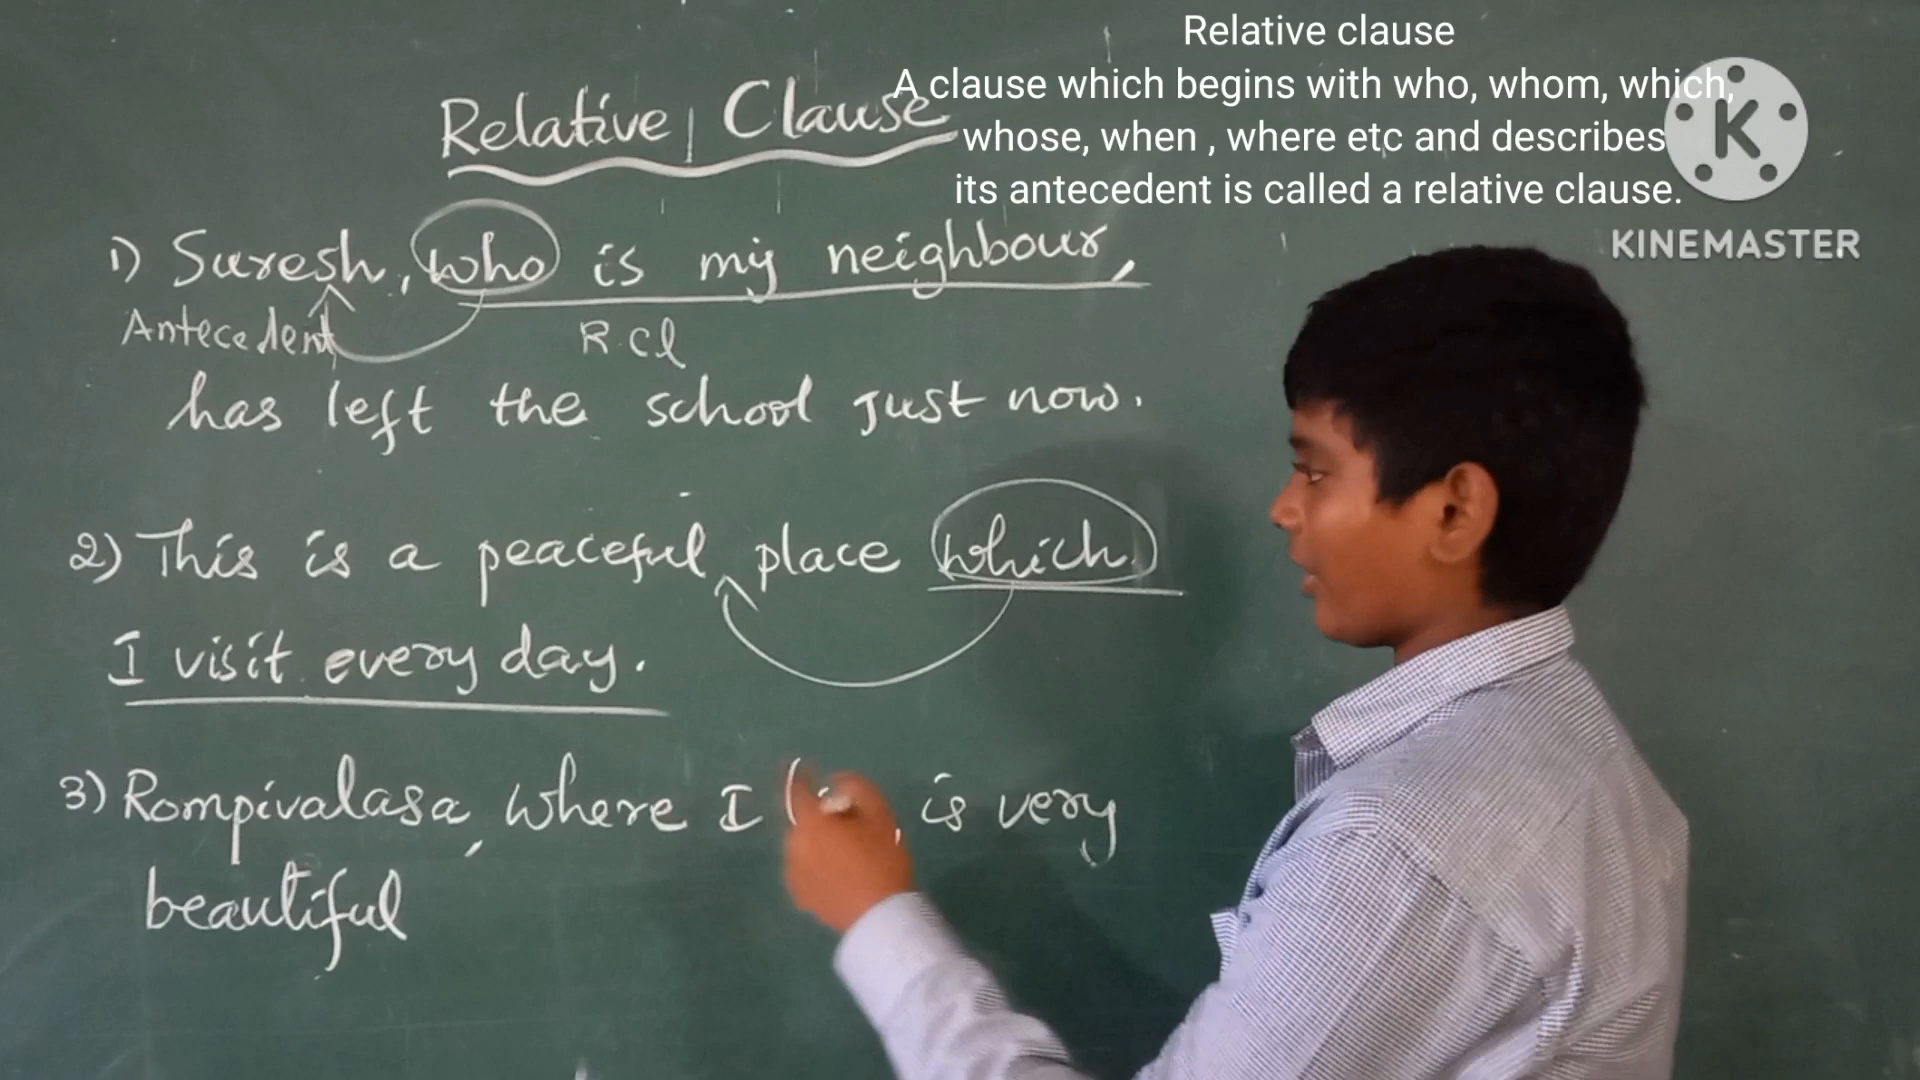 Relative clause
A clause which begins with who, whom, which,
whose, when , where etc and describes
its antecedent is called a relative clause.
K
KINEMASTER
Relative Clause
1) Suresh, who is my neighbour,
Antecedent R.Cl
has left the school just now.
2) This is a peaceful place which
I visit every day.
3) Rompivalasa, where I , is very
beautiful